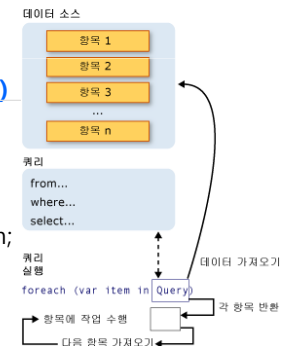 데이터 소스
항목 1
항목 2
)
항목 3
...
항목 n
쿼리
from...
where...
select...
n;
쿼리
실행
데이터 가져오기
foreach (var item in Query)
각 항목 반환
항목에 작업 수행
다음 항목 가져오기